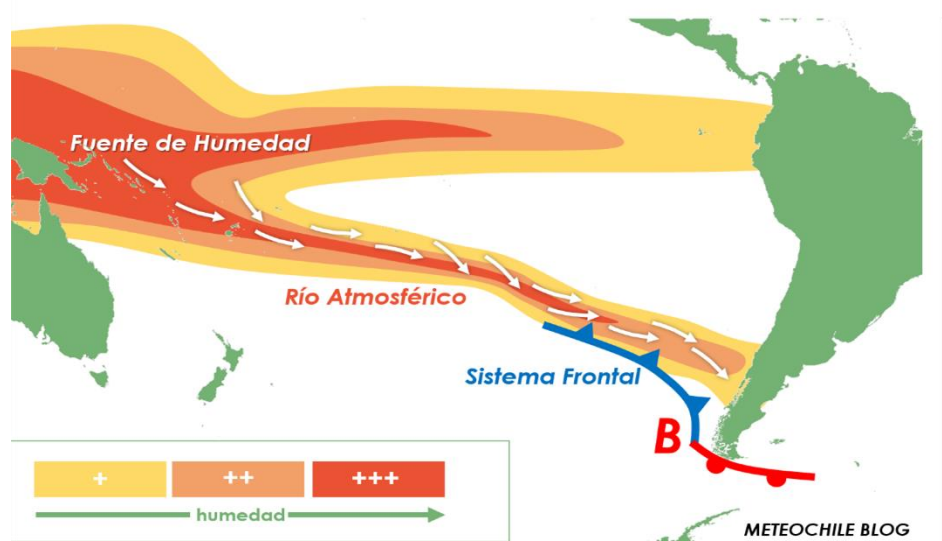 Fuente de Humedad
Río Atmosférico
Sistema Frontal
B
+ ++ +++
humedad
METEOCHILE BLOG